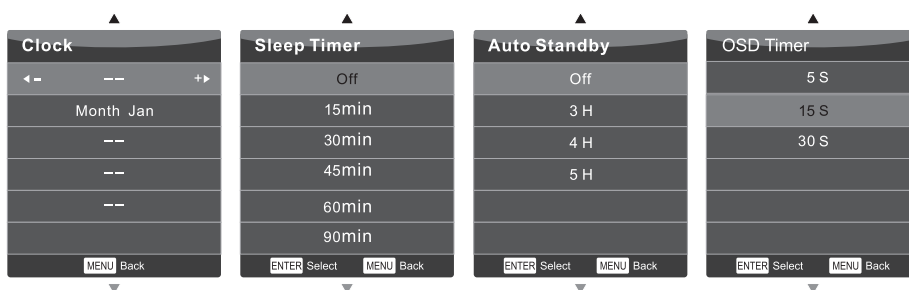 Clock
-- +
Month Jan
--
--
--
MENU Back
Sleep Timer
Off
15min
30min
45min
60min
90min
ENTER Select MENU Back
Auto Standby
Off
3 H
4 H
5 H
ENTER Select MENU Back
OSD Timer
5 S
15 S
30 S
ENTER Select MENU Back